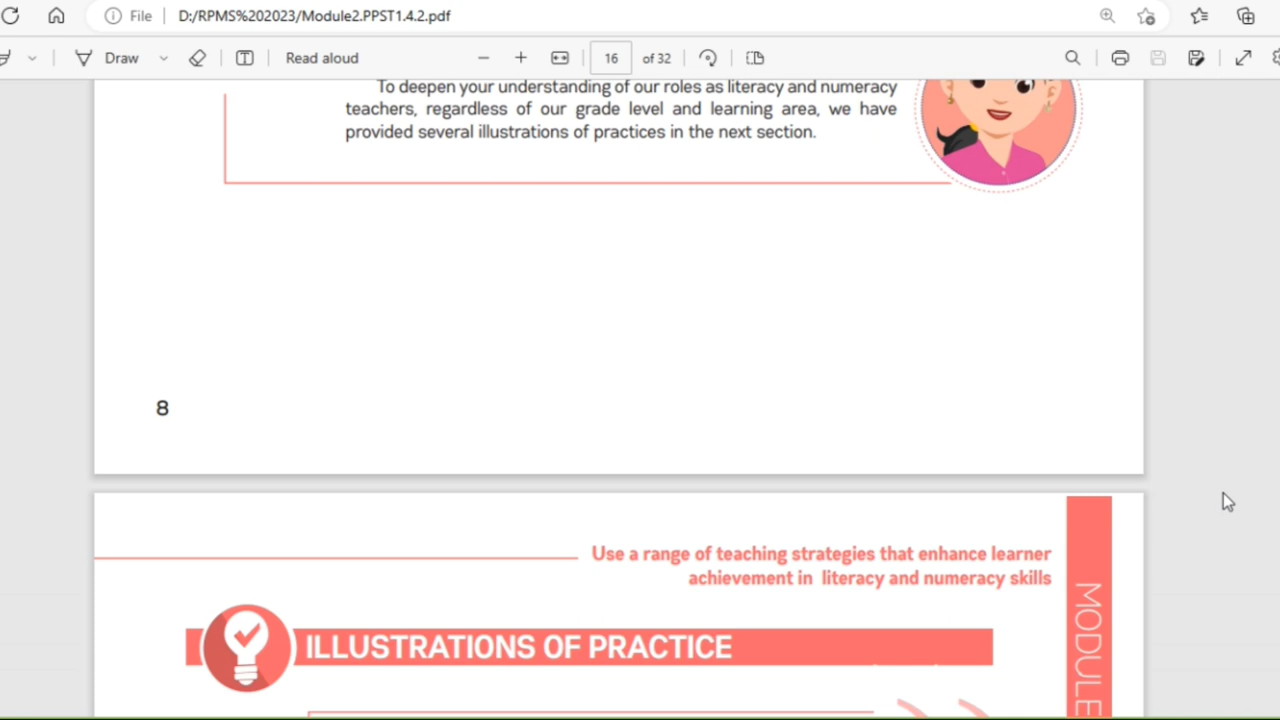 File
D:/RPMS%202023/Module2.PPST1.4.2.pdf
Draw
Read aloud
16
of 32
To deepen your understanding of our roles as literacy and numeracy
teachers, regardless of our grade level and learning area, we have
provided several illustrations of practices in the next section.
8
Use a range of teaching strategies that enhance learner
achievement in literacy and numeracy skills
MODULE
ILLUSTRATIONS OF PRACTICE